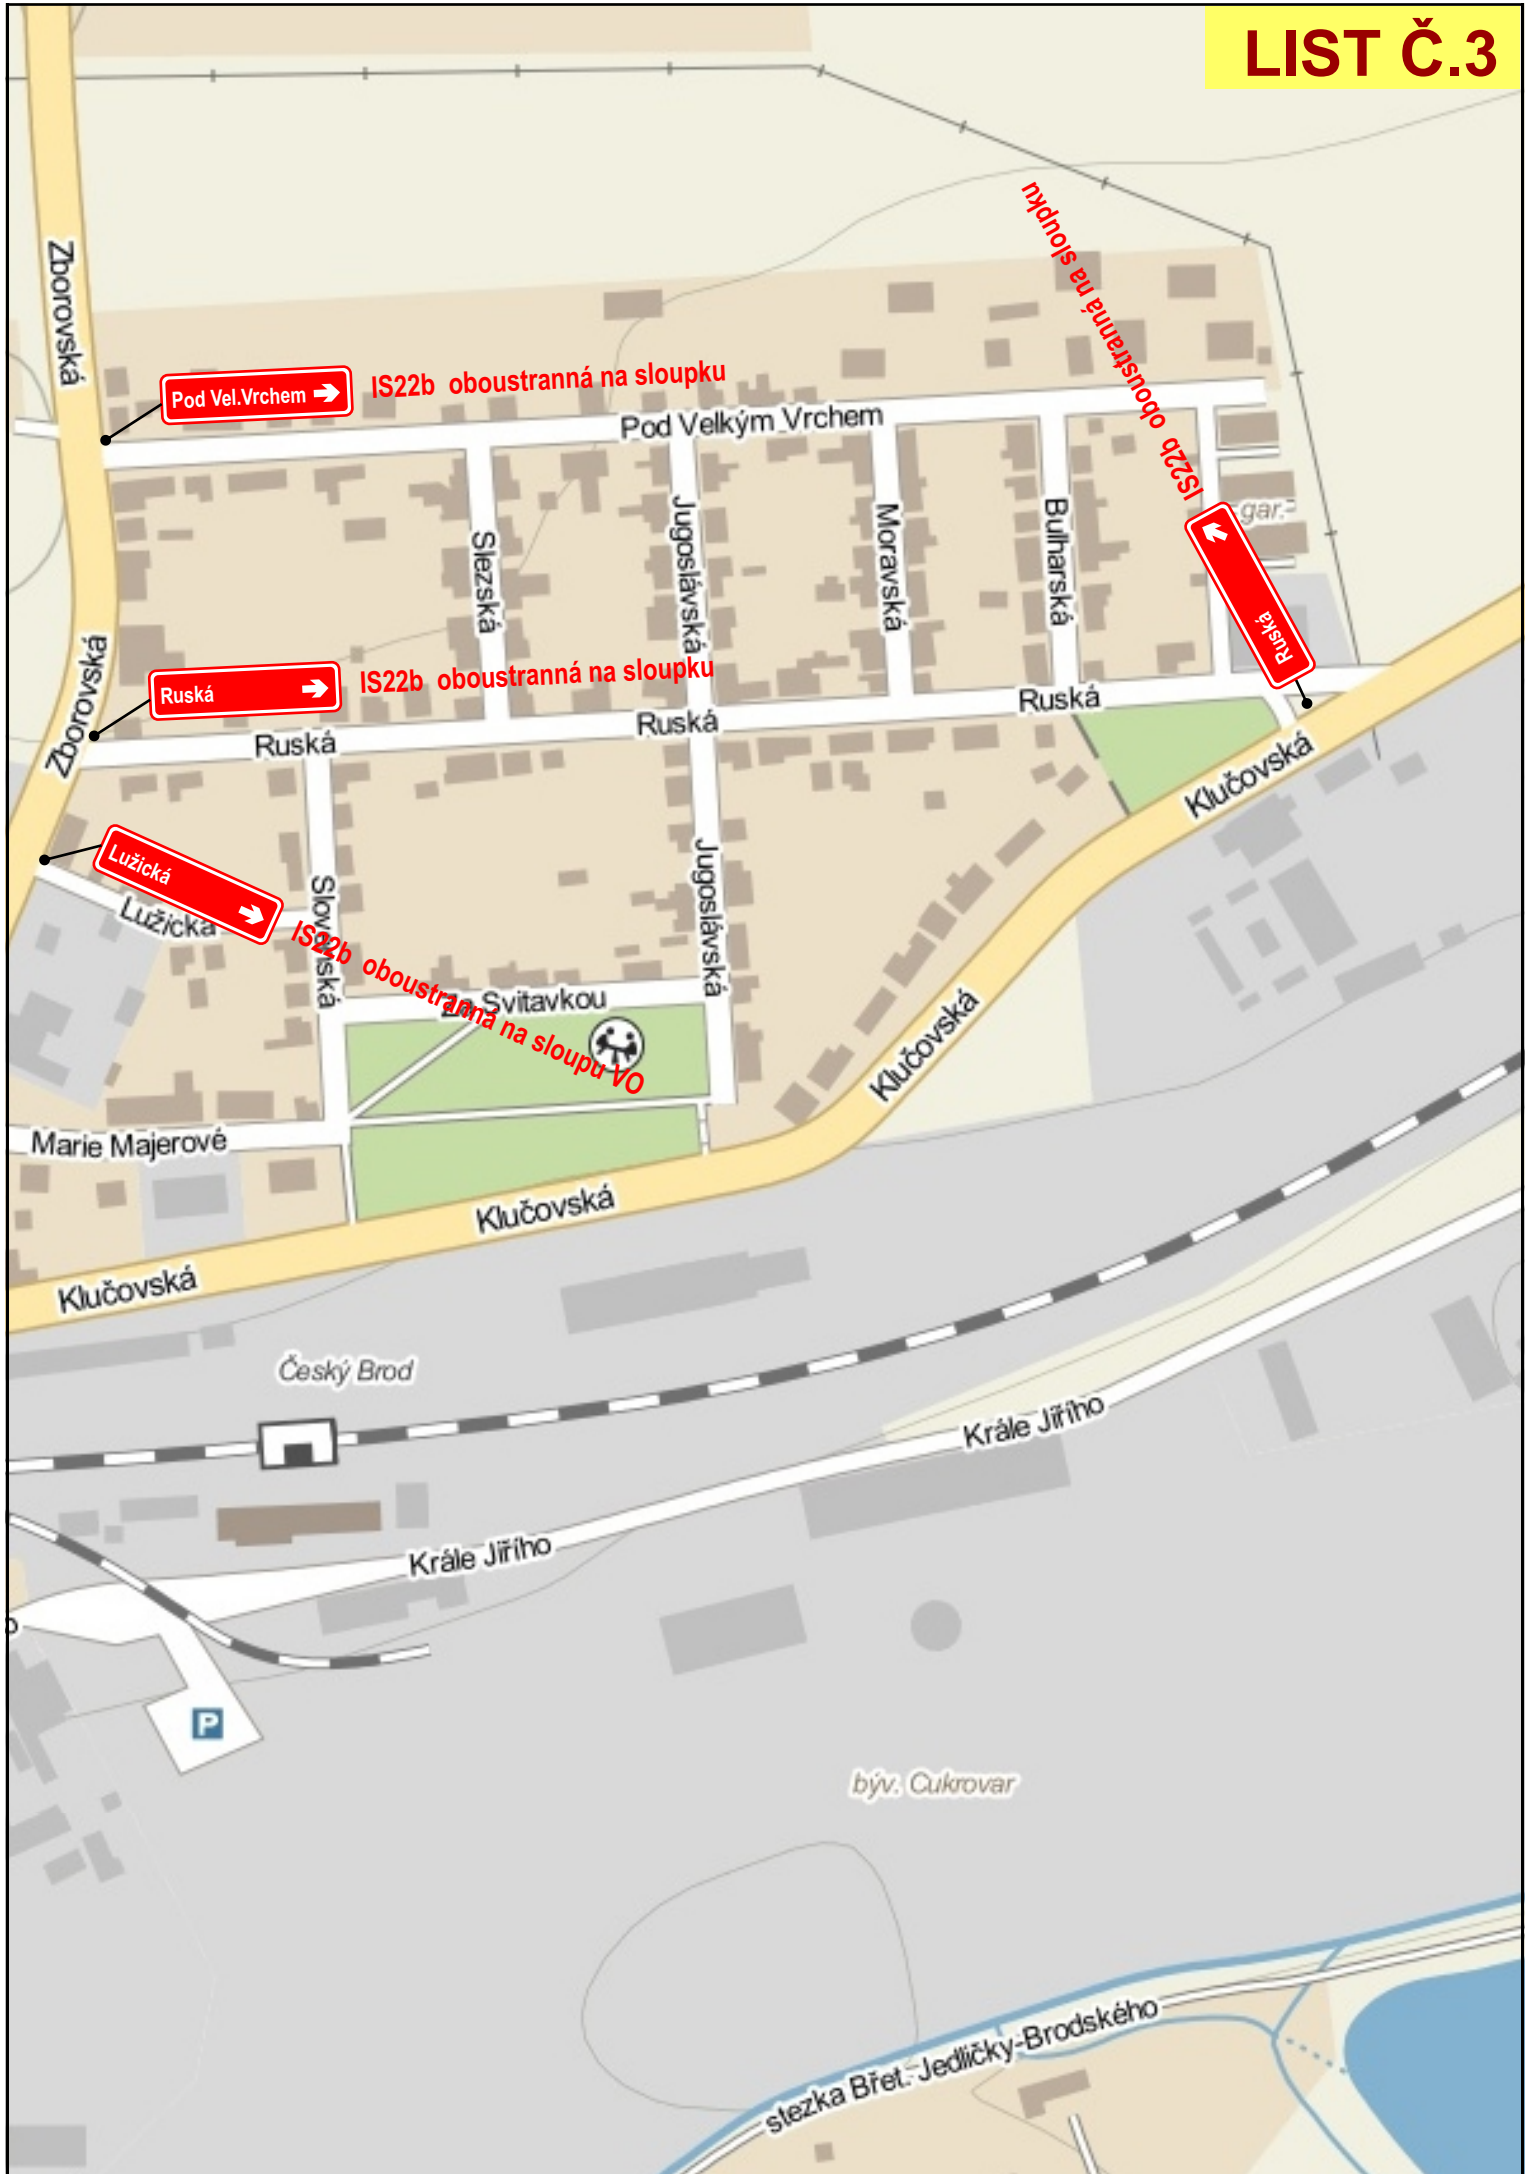 LIST Č.3
Zborovská
IS22b oboustranná na sloupku
Pod Vel.Vrchem
IS22b oboustranná na sloupku
Pod Velkým Vrchem
gar.
Slezská
Jugoslávská
Moravská
Bulharská
Ruská
Zborovská
Ruská
IS22b oboustranná na sloupku
Ruská
Ruská
Ruská
Klučovská
Lužická
Lužická
Slovenská
Jugoslávská
IS22b oboustranná na sloupu VO
Za Svitavkou
Klučovská
Marie Majerové
Klučovská
Klučovská
Český Brod
Krále Jiřího
Krále Jiřího
P
býv. Cukrovar
stezka Břet. Jedličky-Brodského